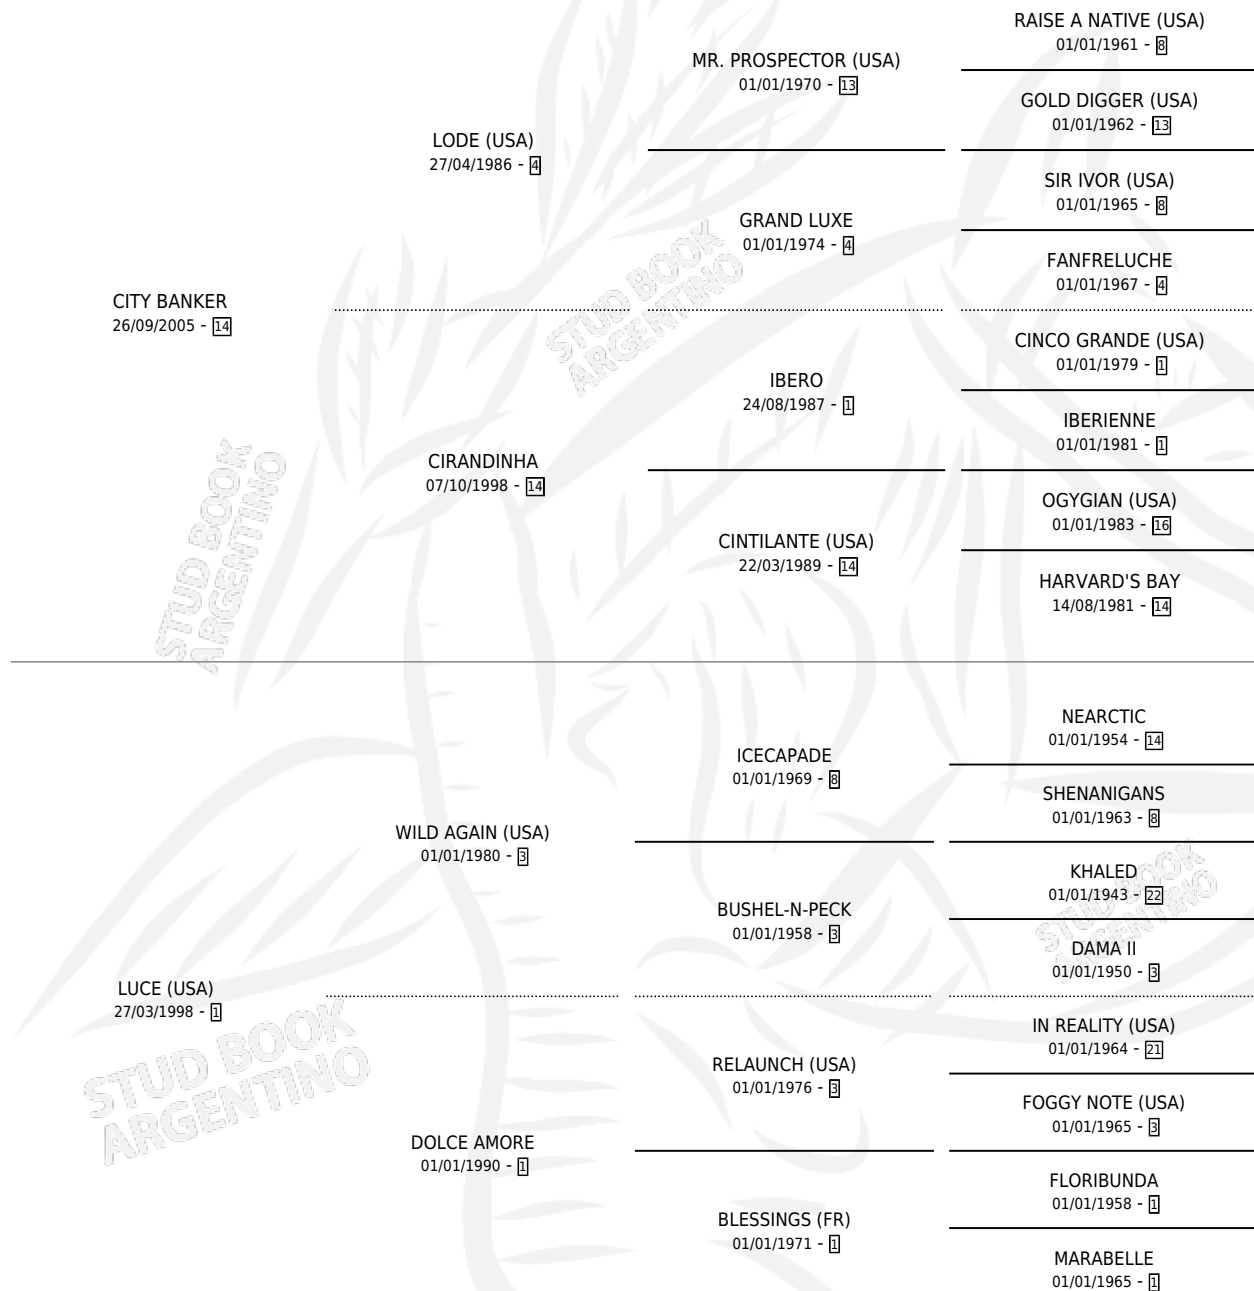 RAISE A NATIVE (USA)
01/01/1961 - 8
MR. PROSPECTOR (USA)
01/01/1970 - 13
GOLD DIGGER (USA)
01/01/1962 - 13
LODE (USA)
27/04/1986 - 4
SIR IVOR (USA)
01/01/1965 - 8
GRAND LUXE
01/01/1974 - 4
FANFRELUCHE
01/01/1967 - 4
CITY BANKER
26/09/2005 - 14
CINCO GRANDE (USA)
01/01/1979 - 1
IBERO
24/08/1987 - 1
IBERIENNE
01/01/1981 - 1
CIRANDINHA
07/10/1998 - 14
OGYGIAN (USA)
01/01/1983 - 16
CINTILANTE (USA)
22/03/1989 - 14
HARVARD'S BAY
14/08/1981 - 14
NEARCTIC
01/01/1954 - 14
ICECAPADE
01/01/1969 - 8
SHENANIGANS
01/01/1963 - 8
WILD AGAIN (USA)
01/01/1980 - 3
KHALED
01/01/1943 - 22
BUSHEL-N-PECK
01/01/1958 - 3
DAMA II
01/01/1950 - 3
LUCE (USA)
27/03/1998 - 1
IN REALITY (USA)
01/01/1964 - 21
RELAUNCH (USA)
01/01/1976 - 3
FOGGY NOTE (USA)
01/01/1965 - 3
DOLCE AMORE
01/01/1990 - 1
FLORIBUNDA
01/01/1958 - 1
BLESSINGS (FR)
01/01/1971 - 1
MARABELLE
01/01/1965 - 1
STUD BOOK
ARGENTINO
STUD BOOK
ARGENTINO
STUD BOOK
ARGENTINO
STUD BOOK
ARGENTINO